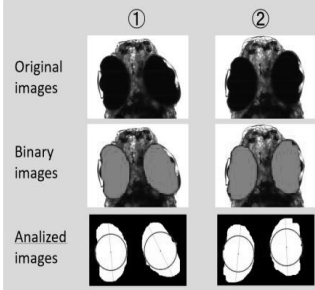 ① ②
Original
images
Binary
images
Analized
images